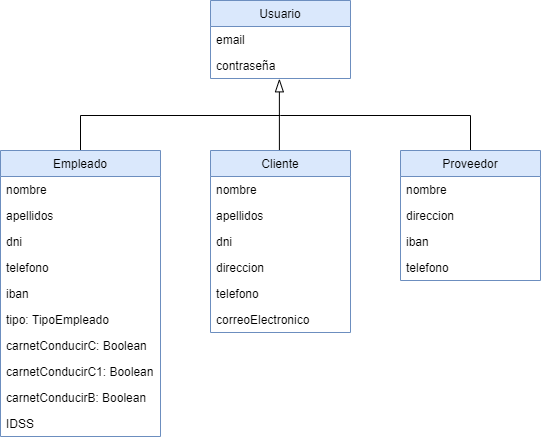 Usuario
email
contraseña
Empleado
nombre
apellidos
dni
telefono
iban
tipo: TipoEmpleado
carnetConducirC: Boolean
carnetConducirC1: Boolean
carnetConducirB: Boolean
IDSS
Cliente
nombre
apellidos
dni
direccion
telefono
correoElectronico
Proveedor
nombre
direccion
iban
telefono